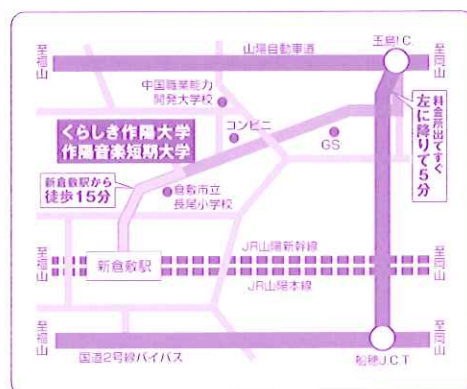 玉島I.C
山陽自動車道
至福山
至岡山
中国職業能力
開発大学校
くらしき作陽大学
作陽音楽短期大学
コンビニ
GS
料金所出てすぐ
左に降りて5分
新倉敷駅から
徒歩15分
倉敷市立
長尾小学校
JR山陽新幹線
至福山
新倉敷駅
至岡山
JR山陽本線
至福山
至岡山
国道2号線バイパス
船穂J.C.T